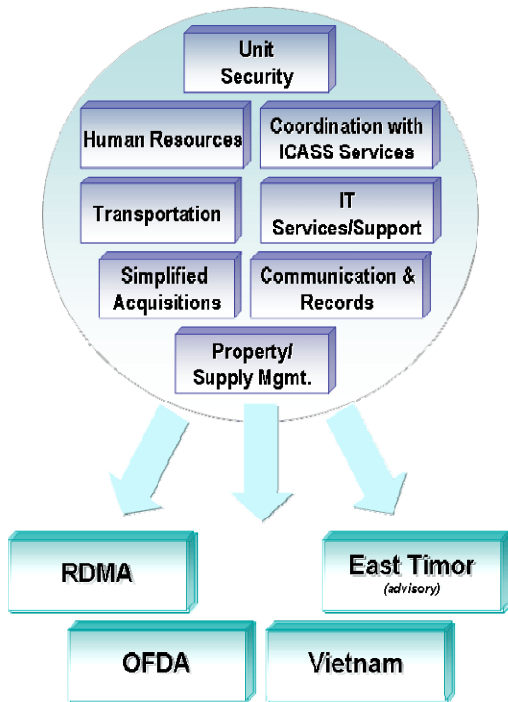 Unit
Security
Human Resources
Coordination with
ICASS Services
Transportation
IT
Services/Support
Simplified
Acquisitions
Communication &
Records
Property/
Supply Mgmt.
RDMA
East Timor
(advisory)
OFDA
Vietnam